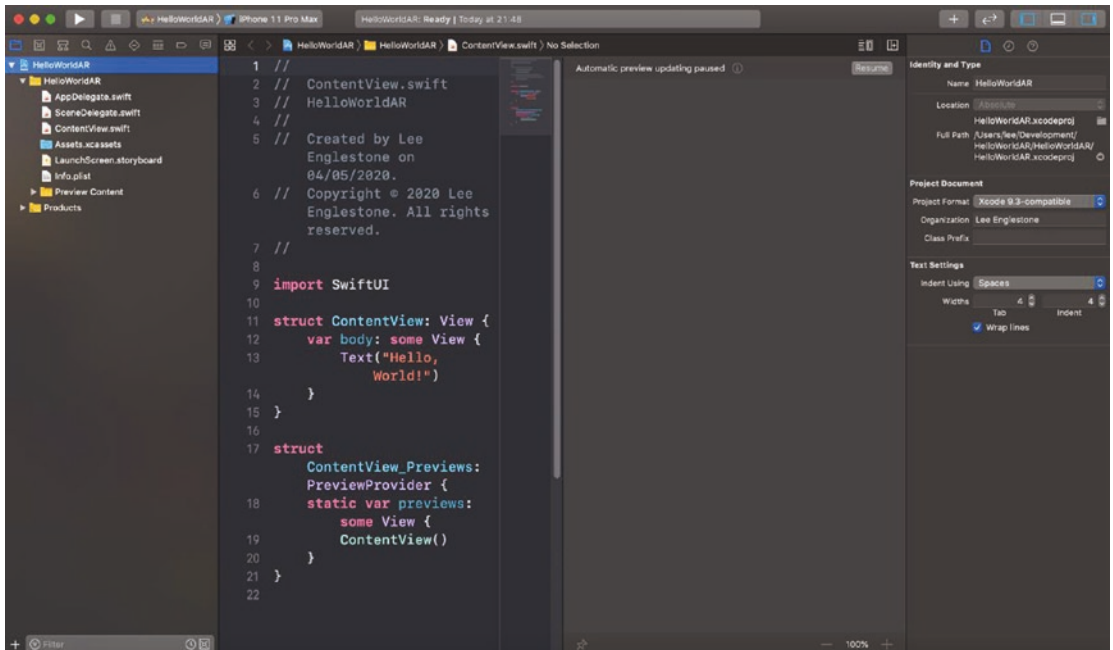 HelloWorldAR ⟩ iPhone 11 Pro Max
HelloWorldAR: Ready | Today at 21:48
HelloWorldAR ⟩ HelloWorldAR ⟩ ContentView.swift ⟩ No Selection
HelloWorldAR
HelloWorldAR
AppDelegate.swift
SceneDelegate.swift
ContentView.swift
Assets.xcassets
LaunchScreen.storyboard
Info.plist
Preview Content
Products
Filter
1 //
2 //  ContentView.swift
3 //  HelloWorldAR
4 //
5 //  Created by Lee
Englestone on
04/05/2020.
6 //  Copyright © 2020 Lee
Englestone. All rights
reserved.
7 //
8
9 import SwiftUI
10
11 struct ContentView: View {
12 var body: some View {
13 Text("Hello,
World!")
14 }
15 }
16
17 struct
ContentView_Previews:
PreviewProvider {
18 static var previews:
some View {
19 ContentView()
20 }
21 }
22
Automatic preview updating paused
Resume
100%
Identity and Type
Name HelloWorldAR
Location Absolute
HelloWorldAR.xcodeproj
Full Path /Users/lee/Development/
HelloWorldAR/HelloWorldAR/
HelloWorldAR.xcodeproj
Project Document
Project Format Xcode 9.3-compatible
Organization Lee Englestone
Class Prefix
Text Settings
Indent Using Spaces
Widths 4 4
Tab Indent
Wrap lines